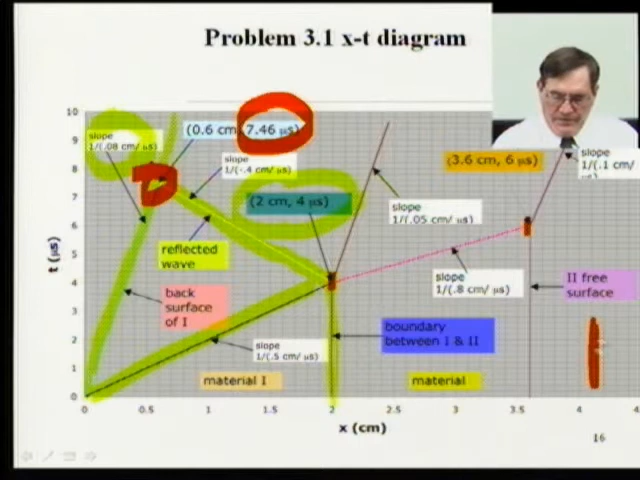 Problem 3.1 x-t diagram
10
9
8
7
6
5
4
3
2
1
0
t (μs)
slope
1/(.08 cm/ μs)
(0.6 cm, 7.46 μs)
slope
1/(-.4 cm/ μs)
(2 cm, 4 μs)
(3.6 cm, 6 μs)
slope
1/(.1 cm/
μs)
slope
1/(.05 cm/ μs)
reflected
wave
slope
1/(.8 cm/ μs)
II free
surface
back
surface
of I
boundary
between I & II
slope
1/(.5 cm/ μs)
material I
material
0
0.5
1
1.5
2
2.5
3
3.5
4
x (cm)
16